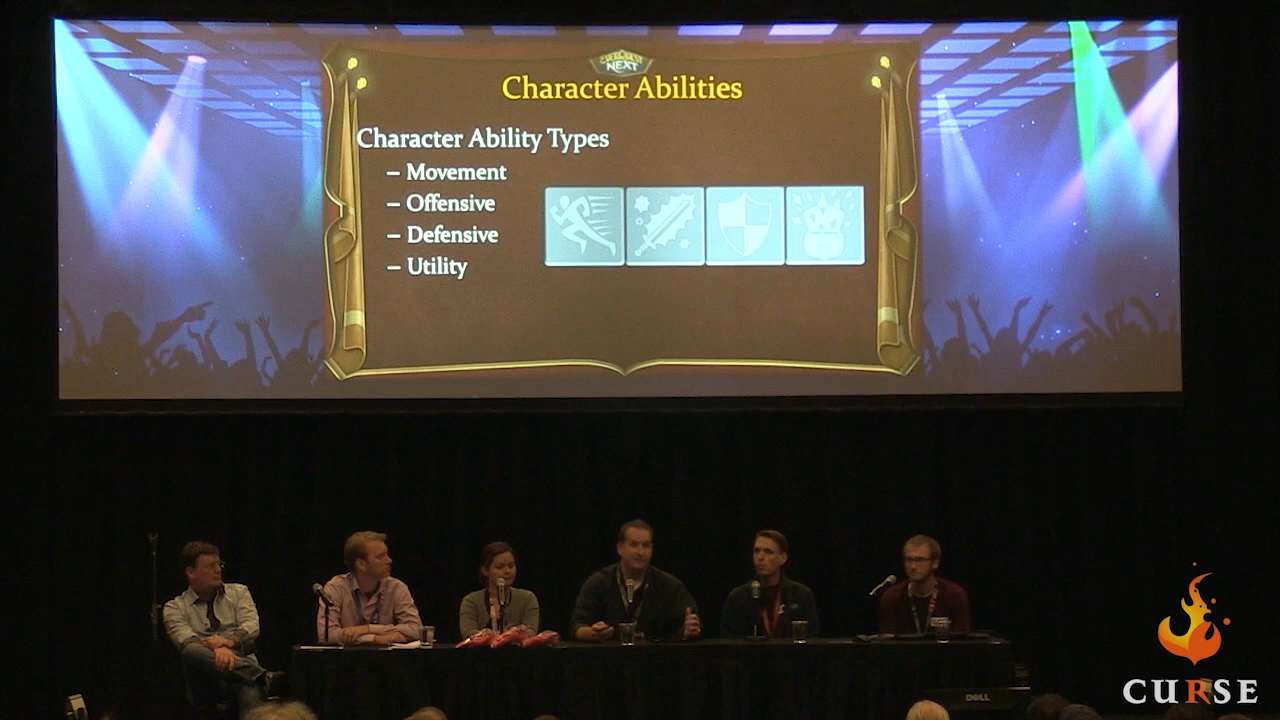 NEXT
Character Abilities
Character Ability Types
– Movement
– Offensive
– Defensive
– Utility
DELL
CURSE